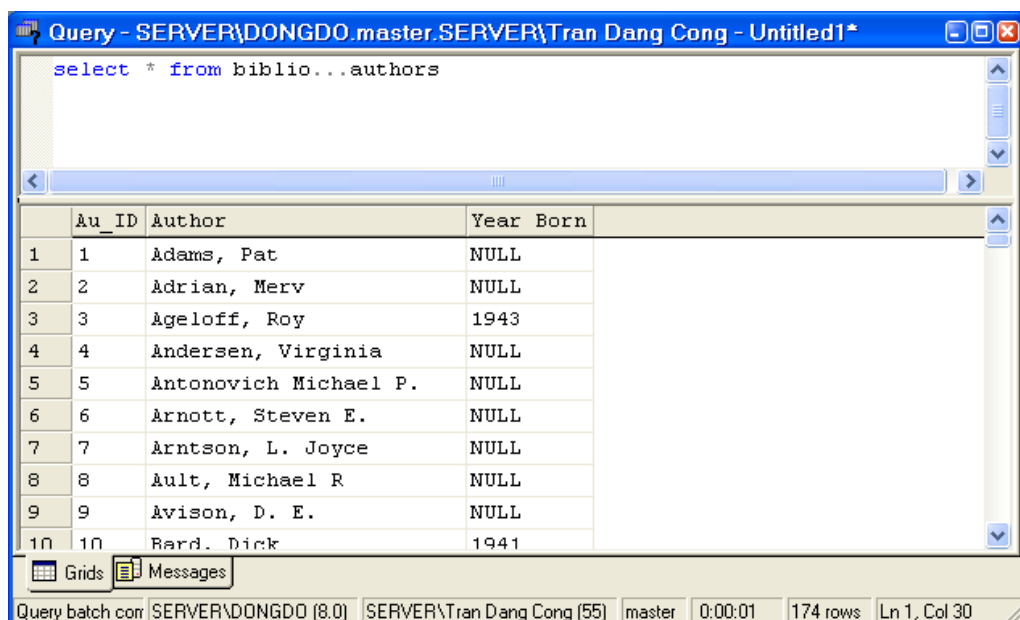 Query - SERVER\DONGDO.master.SERVER\Tran Dang Cong - Untitled1*
select * from biblio...authors
Au_ID Author Year Born
1 1 Adams, Pat NULL
2 2 Adrian, Merv NULL
3 3 Ageloff, Roy 1943
4 4 Andersen, Virginia NULL
5 5 Antonovich Michael P. NULL
6 6 Arnott, Steven E. NULL
7 7 Arntson, L. Joyce NULL
8 8 Ault, Michael R NULL
9 9 Avison, D. E. NULL
10 10 Bard, Dick 1941
Grids Messages
Query batch com SERVER\DONGDO (8.0) SERVER\Tran Dang Cong (55) master 0:00:01 174 rows Ln 1, Col 30